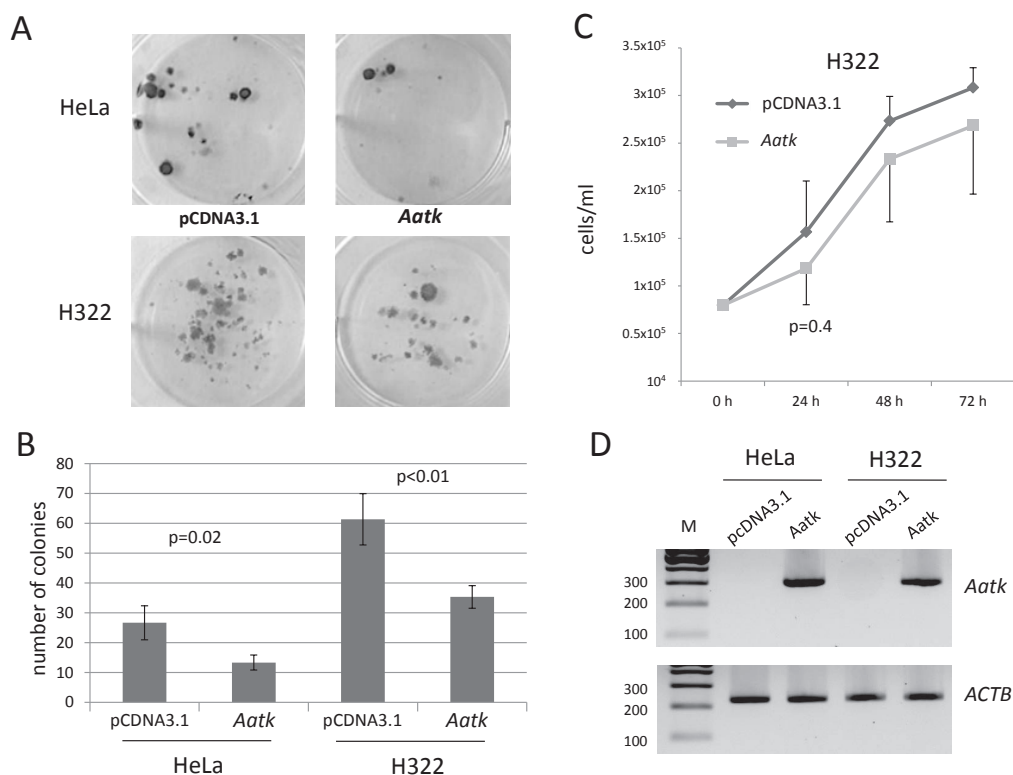 A
HeLa
pCDNA3.1
Aatk
H322
B
number of colonies
80
70
60
50
40
30
20
10
0
p=0.02
p<0.01
pCDNA3.1
Aatk
pCDNA3.1
Aatk
HeLa
H322
C
H322
pCDNA3.1
Aatk
cells/ml
3.5x10⁵
3x10⁵
2.5x10⁵
2x10⁵
1.5x10⁵
1x10⁵
0.5x10⁵
10⁴
p=0.4
0 h
24 h
48 h
72 h
D
HeLa
H322
M
pcDNA3.1
Aatk
pcDNA3.1
Aatk
300
200
100
Aatk
300
200
100
ACTB